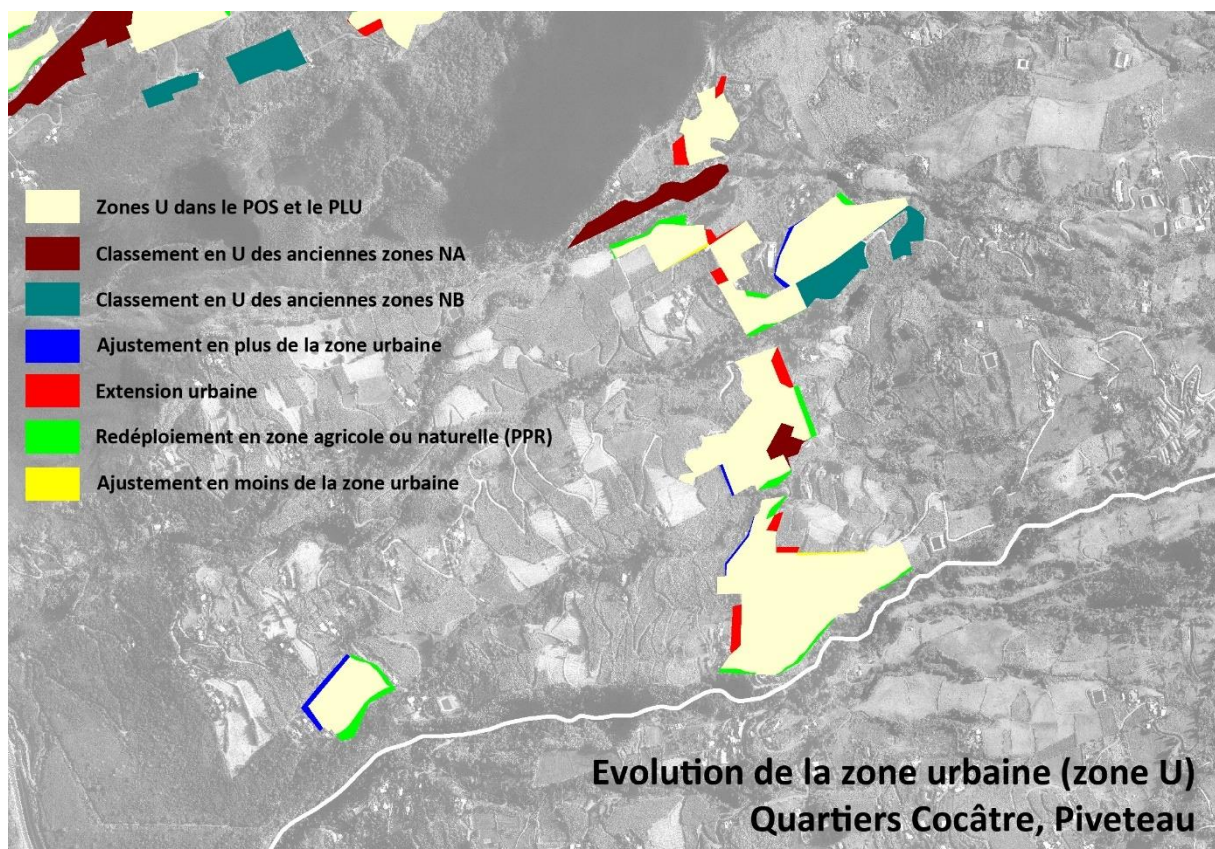 Zones U dans le POS et le PLU
Classement en U des anciennes zones NA
Classement en U des anciennes zones NB
Ajustement en plus de la zone urbaine
Extension urbaine
Redéploiement en zone agricole ou naturelle (PPR)
Ajustement en moins de la zone urbaine
Evolution de la zone urbaine (zone U)
Quartiers Cocâtre, Piveteau